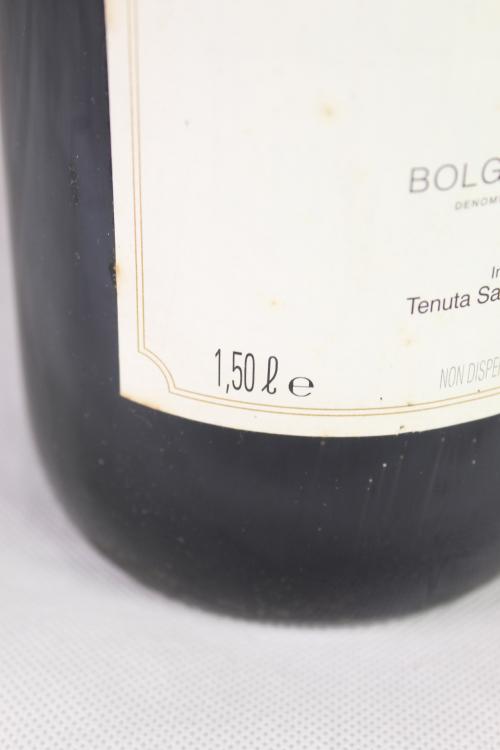 BOLG
DENOMI
In
Tenuta Sa
1,50 ℓ ℮
NON DISPE